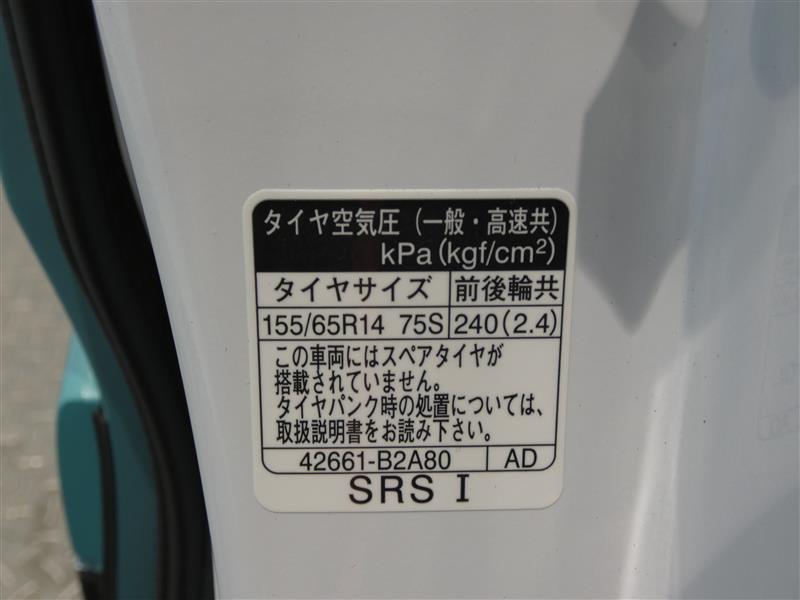 タイヤ空気圧 (一般・高速共)
kPa(kgf/cm²)
タイヤサイズ 前後輪共
155/65R14 75S 240(2.4)
この車両にはスペアタイヤが
搭載されていません。
タイヤパンク時の処置については、
取扱説明書をお読み下さい。
42661-B2A80 AD
SRS I